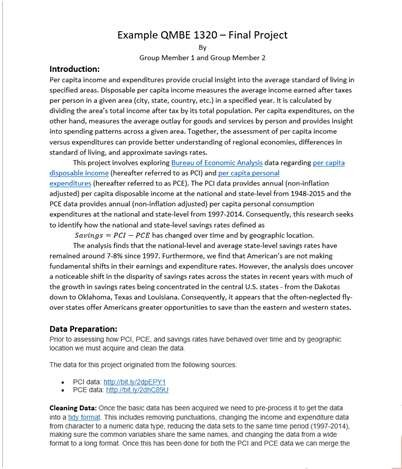 Example QMBE 1320 – Final Project
By
Group Member 1 and Group Member 2
Introduction:
Per capita income and expenditures provide crucial insight into the average standard of living in
specified areas. Disposable per capita income measures the average income earned after taxes
per person in a given area (city, state, country, etc.) in a specified year. It is calculated by
dividing the area's total income after tax by its total population. Per capita expenditures, on the
other hand, measures the average outlay for goods and services by person and provides insight
into spending patterns across a given area. Together, the assessment of per capita income
versus expenditures can provide better understanding of regional economies, differences in
standard of living, and approximate savings rates.
This project involves exploring Bureau of Economic Analysis data regarding per capita
disposable income (hereafter referred to as PCI) and per capita personal
expenditures (hereafter referred to as PCE). The PCI data provides annual (non-inflation
adjusted) per capita disposable income at the national and state-level from 1948-2015 and the
PCE data provides annual (non-inflation adjusted) per capita personal consumption
expenditures at the national and state-level from 1997-2014. Consequently, this research seeks
to identify how the national and state-level savings rates defined as
Savings = PCI − PCE has changed over time and by geographic location.
The analysis finds that the national-level and average state-level savings rates have
remained around 7-8% since 1997. Furthermore, we find that American's are not making
fundamental shifts in their earnings and expenditure rates. However, the analysis does uncover
a noticeable shift in the disparity of savings rates across the states in recent years with much of
the growth in savings rates being concentrated in the central U.S. states - from the Dakotas
down to Oklahoma, Texas and Louisiana. Consequently, it appears that the often-neglected fly-
over states offer Americans greater opportunities to save than the eastern and western states.
Data Preparation:
Prior to assessing how PCI, PCE, and savings rates have behaved over time and by geographic
location we must acquire and clean the data.
The data for this project originated from the following sources:
• PCI data: http://bit.ly/2dpEPY1
• PCE data: http://bit.ly/2dhC89U
Cleaning Data: Once the basic data has been acquired we need to pre-process it to get the data
into a tidy format. This includes removing punctuations, changing the income and expenditure data
from character to a numeric data type, reducing the data sets to the same time period (1997-2014),
making sure the common variables share the same names, and changing the data from a wide
format to a long format. Once this has been done for both the PCI and PCE data we can merge the